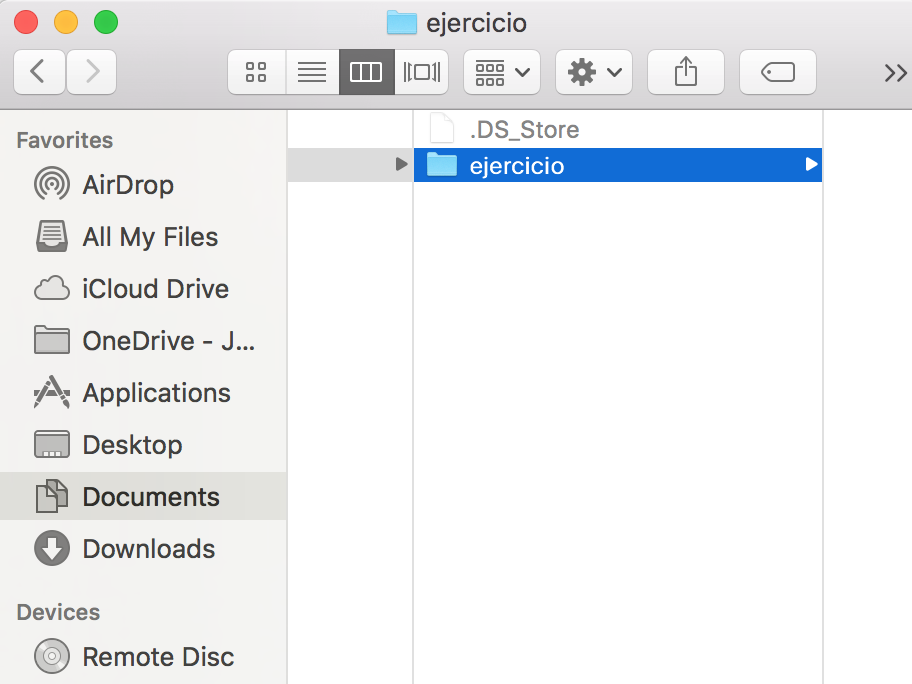 ejercicio
Favorites
AirDrop
All My Files
iCloud Drive
OneDrive - J...
Applications
Desktop
Documents
Downloads
Devices
Remote Disc
.DS_Store
ejercicio